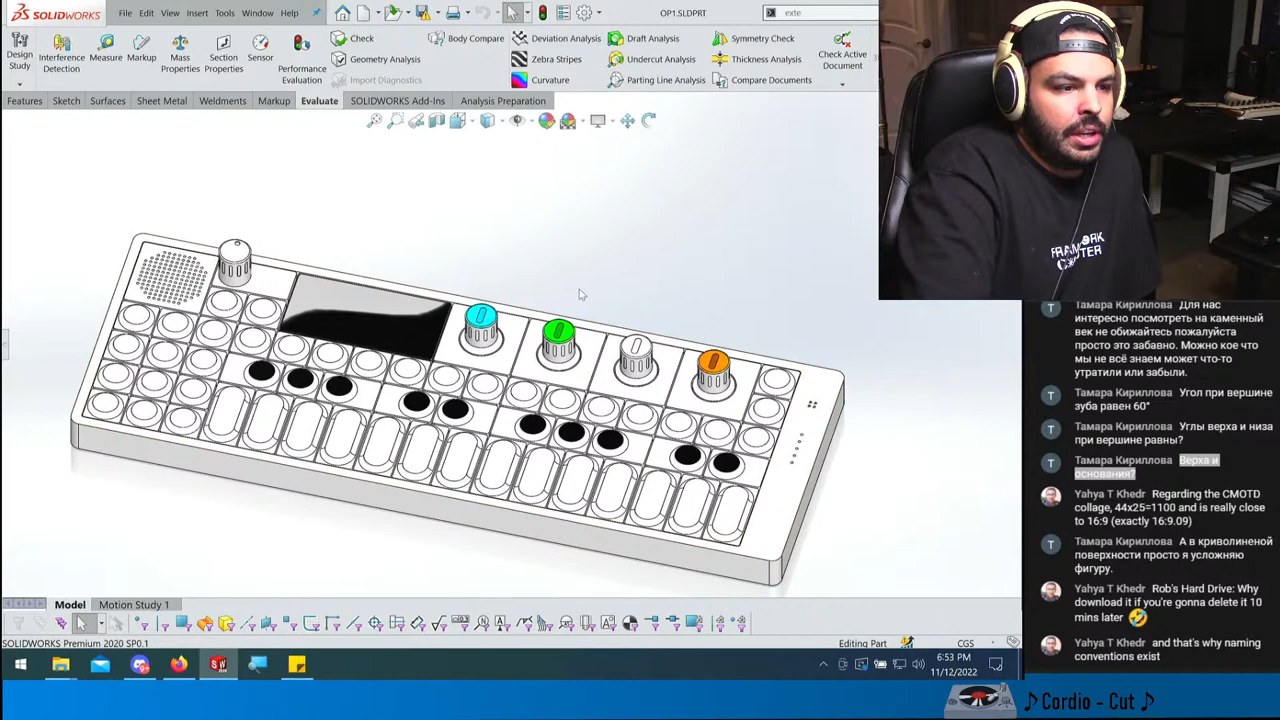 SOLIDWORKS File Edit View Insert Tools Window Help OP1.SLDPRT exte
Design Study
Interference Detection
Measure
Markup
Mass Properties
Section Properties
Sensor
Performance Evaluation
Check
Geometry Analysis
Import Diagnostics
Body Compare
Deviation Analysis
Zebra Stripes
Curvature
Draft Analysis
Undercut Analysis
Parting Line Analysis
Symmetry Check
Thickness Analysis
Compare Documents
Check Active Document
Features Sketch Surfaces Sheet Metal Weldments Markup Evaluate SOLIDWORKS Add-Ins Analysis Preparation
Тамара Кириллова Для нас
интересно посмотреть на каменный
век не обижайтесь пожалуйста
просто это забавно. Можно кое что
мы не всё знаем может что-то
утратили или забыли.
Тамара Кириллова Угол при вершине
зуба равен 60°
Тамара Кириллова Углы верха и низа
при вершине равны?
Тамара Кириллова Верха и
основания?
Yahya T Khedr Regarding the CMOTD
collage, 44x25=1100 and is really close
to 16:9 (exactly 16:9.09)
Тамара Кириллова А в криволиненой
поверхности просто я усложняю
фигуру.
Yahya T Khedr Rob's Hard Drive: Why
download it if you're gonna delete it 10
mins later
Yahya T Khedr and that's why naming
conventions exist
Model Motion Study 1
SOLIDWORKS Premium 2020 SP0.1 Editing Part CGS
6:53 PM
11/12/2022
♪ Cordio - Cut ♪